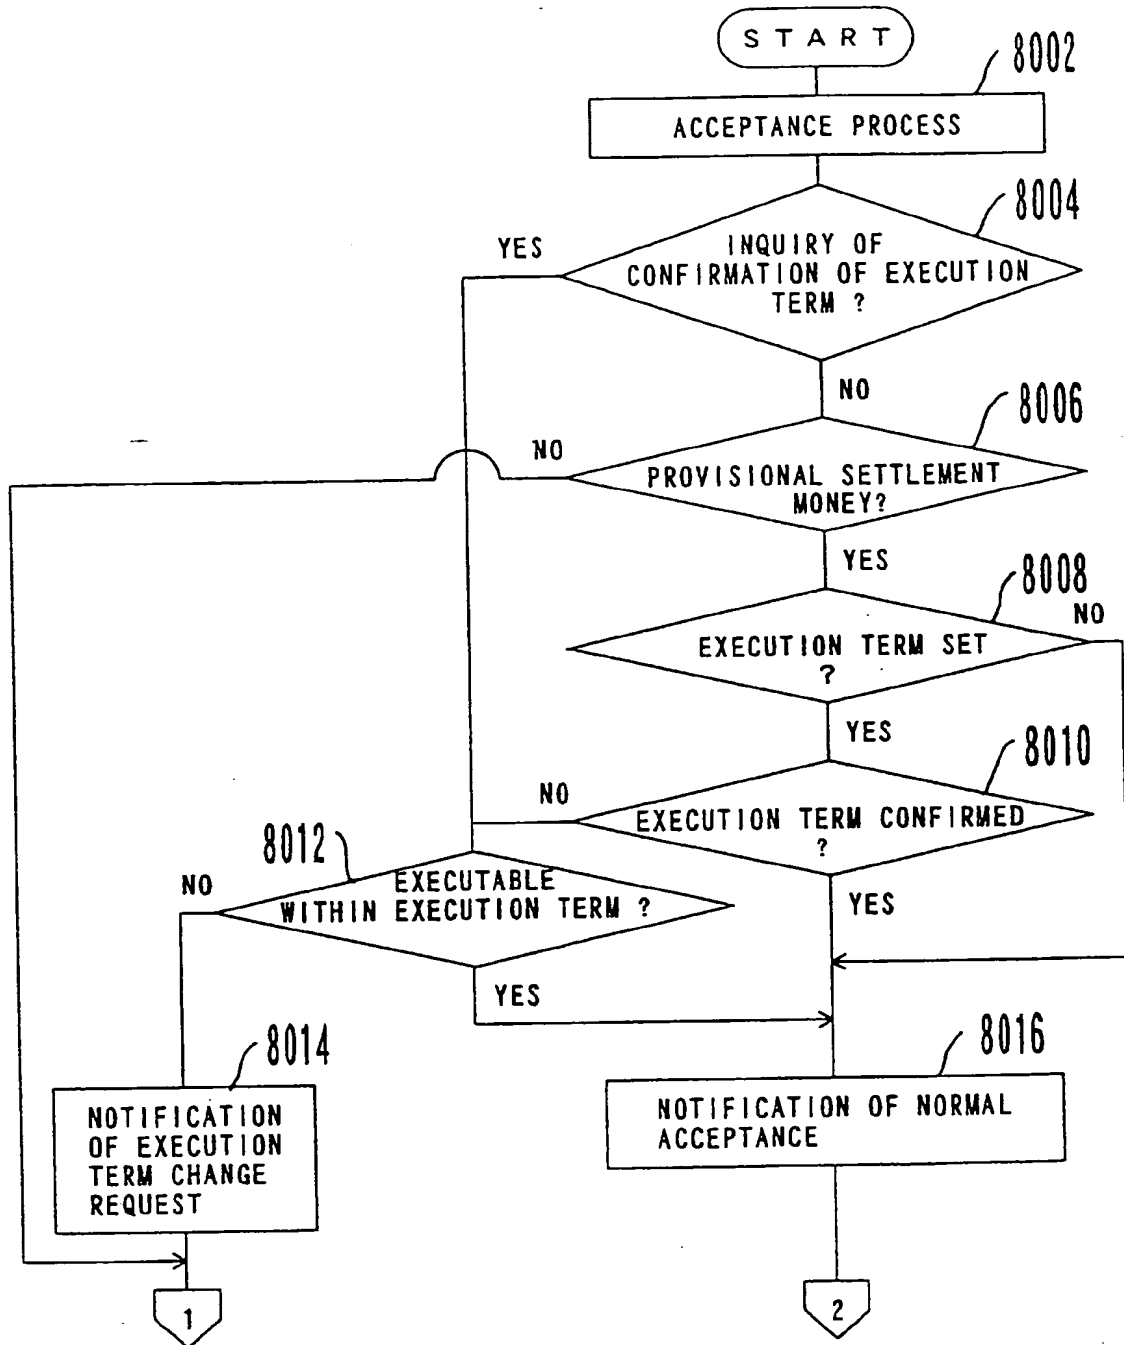 START
8002
ACCEPTANCE PROCESS
8004
YES
INQUIRY OF
CONFIRMATION OF EXECUTION
TERM ?
NO
8006
NO
PROVISIONAL SETTLEMENT
MONEY?
YES
8008
NO
EXECUTION TERM SET
?
YES
8010
NO
EXECUTION TERM CONFIRMED
?
8012
NO
EXECUTABLE
WITHIN EXECUTION TERM ?
YES
YES
8014
8016
NOTIFICATION
OF EXECUTION
TERM CHANGE
REQUEST
NOTIFICATION OF NORMAL
ACCEPTANCE
1
2